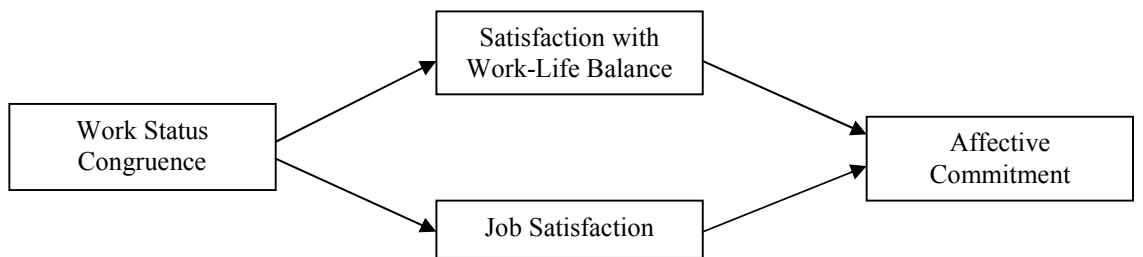 Satisfaction with
Work-Life Balance
Work Status
Congruence
Affective
Commitment
Job Satisfaction